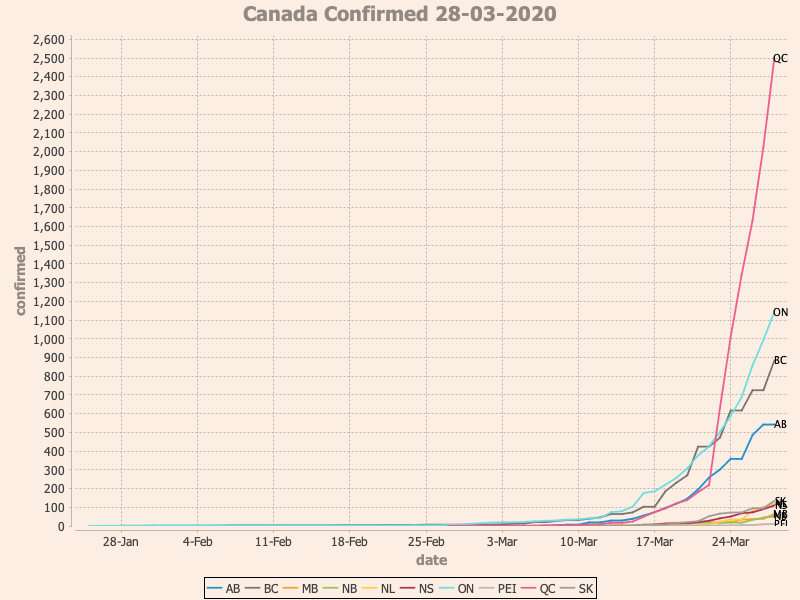 Canada Confirmed 28-03-2020
confirmed
2,600
2,500
2,400
2,300
2,200
2,100
2,000
1,900
1,800
1,700
1,600
1,500
1,400
1,300
1,200
1,100
1,000
900
800
700
600
500
400
300
200
100
0
QC
ON
BC
AB
SK
NS
MB
NB
PEI
28-Jan 4-Feb 11-Feb 18-Feb 25-Feb 3-Mar 10-Mar 17-Mar 24-Mar
date
AB BC MB NB NL NS ON PEI QC SK